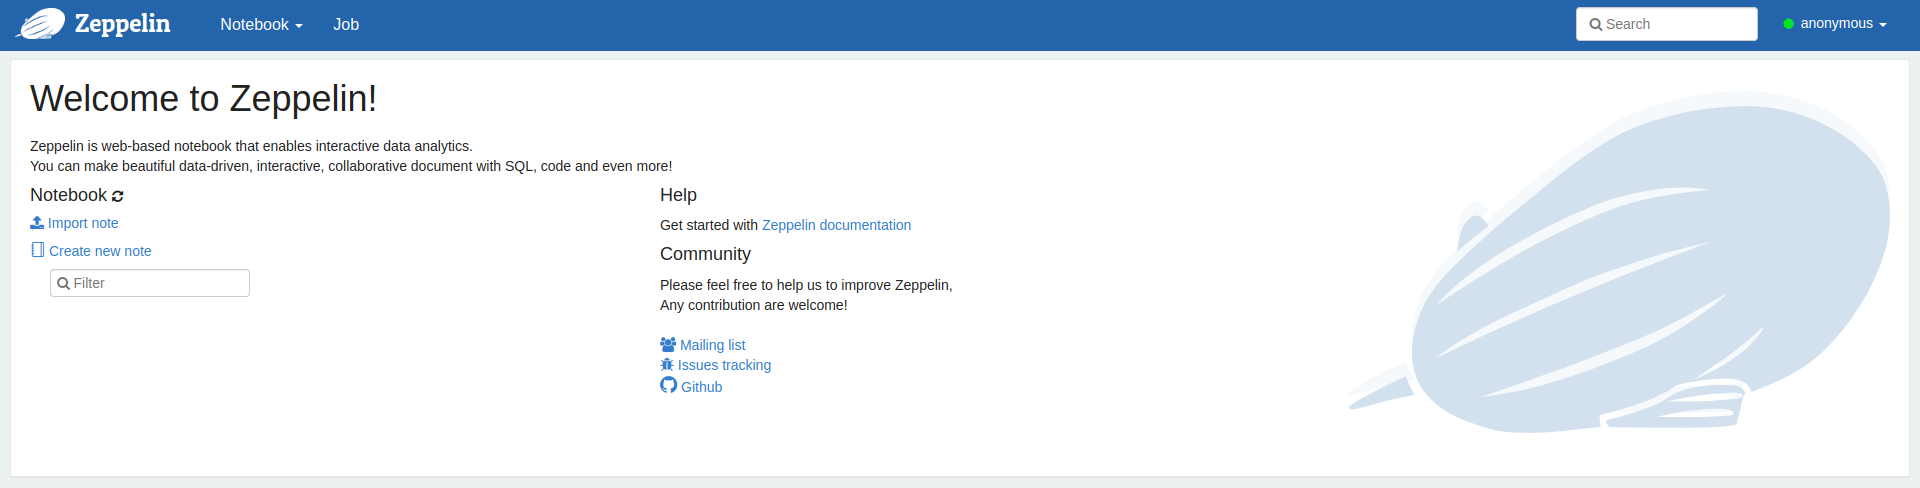 Zeppelin Notebook Job Search anonymous
Welcome to Zeppelin!
Zeppelin is web-based notebook that enables interactive data analytics.
You can make beautiful data-driven, interactive, collaborative document with SQL, code and even more!
Notebook
Import note
Create new note
Filter
Help
Get started with Zeppelin documentation
Community
Please feel free to help us to improve Zeppelin,
Any contribution are welcome!
Mailing list
Issues tracking
Github